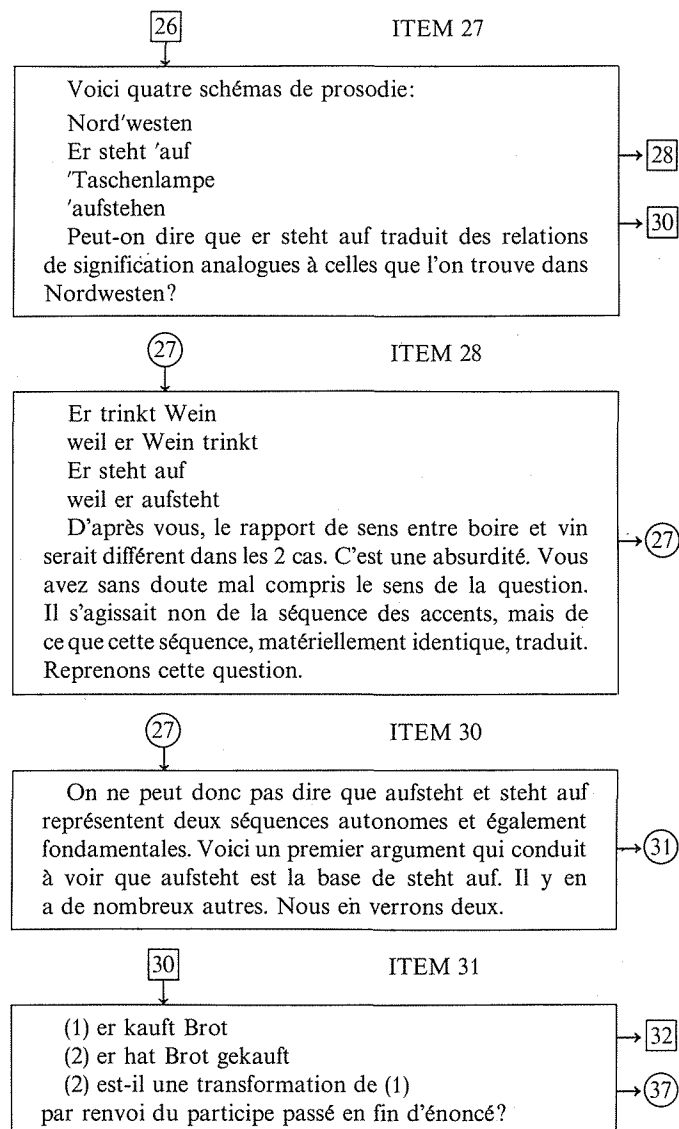 26 ITEM 27
Voici quatre schémas de prosodie:
Nord'westen
Er steht 'auf
→ 28
'Taschenlampe
'aufstehen
→ 30
Peut-on dire que er steht auf traduit des relations
de signification analogues à celles que l'on trouve dans
Nordwesten?
27 ITEM 28
Er trinkt Wein
weil er Wein trinkt
Er steht auf
weil er aufsteht
D'après vous, le rapport de sens entre boire et vin
serait différent dans les 2 cas. C'est une absurdité. Vous → 27
avez sans doute mal compris le sens de la question.
Il s'agissait non de la séquence des accents, mais de
ce que cette séquence, matériellement identique, traduit.
Reprenons cette question.
27 ITEM 30
On ne peut donc pas dire que aufsteht et steht auf
représentent deux séquences autonomes et également
fondamentales. Voici un premier argument qui conduit → 31
à voir que aufsteht est la base de steht auf. Il y en
a de nombreux autres. Nous en verrons deux.
30 ITEM 31
(1) er kauft Brot → 32
(2) er hat Brot gekauft
(2) est-il une transformation de (1) → 37
par renvoi du participe passé en fin d'énoncé?